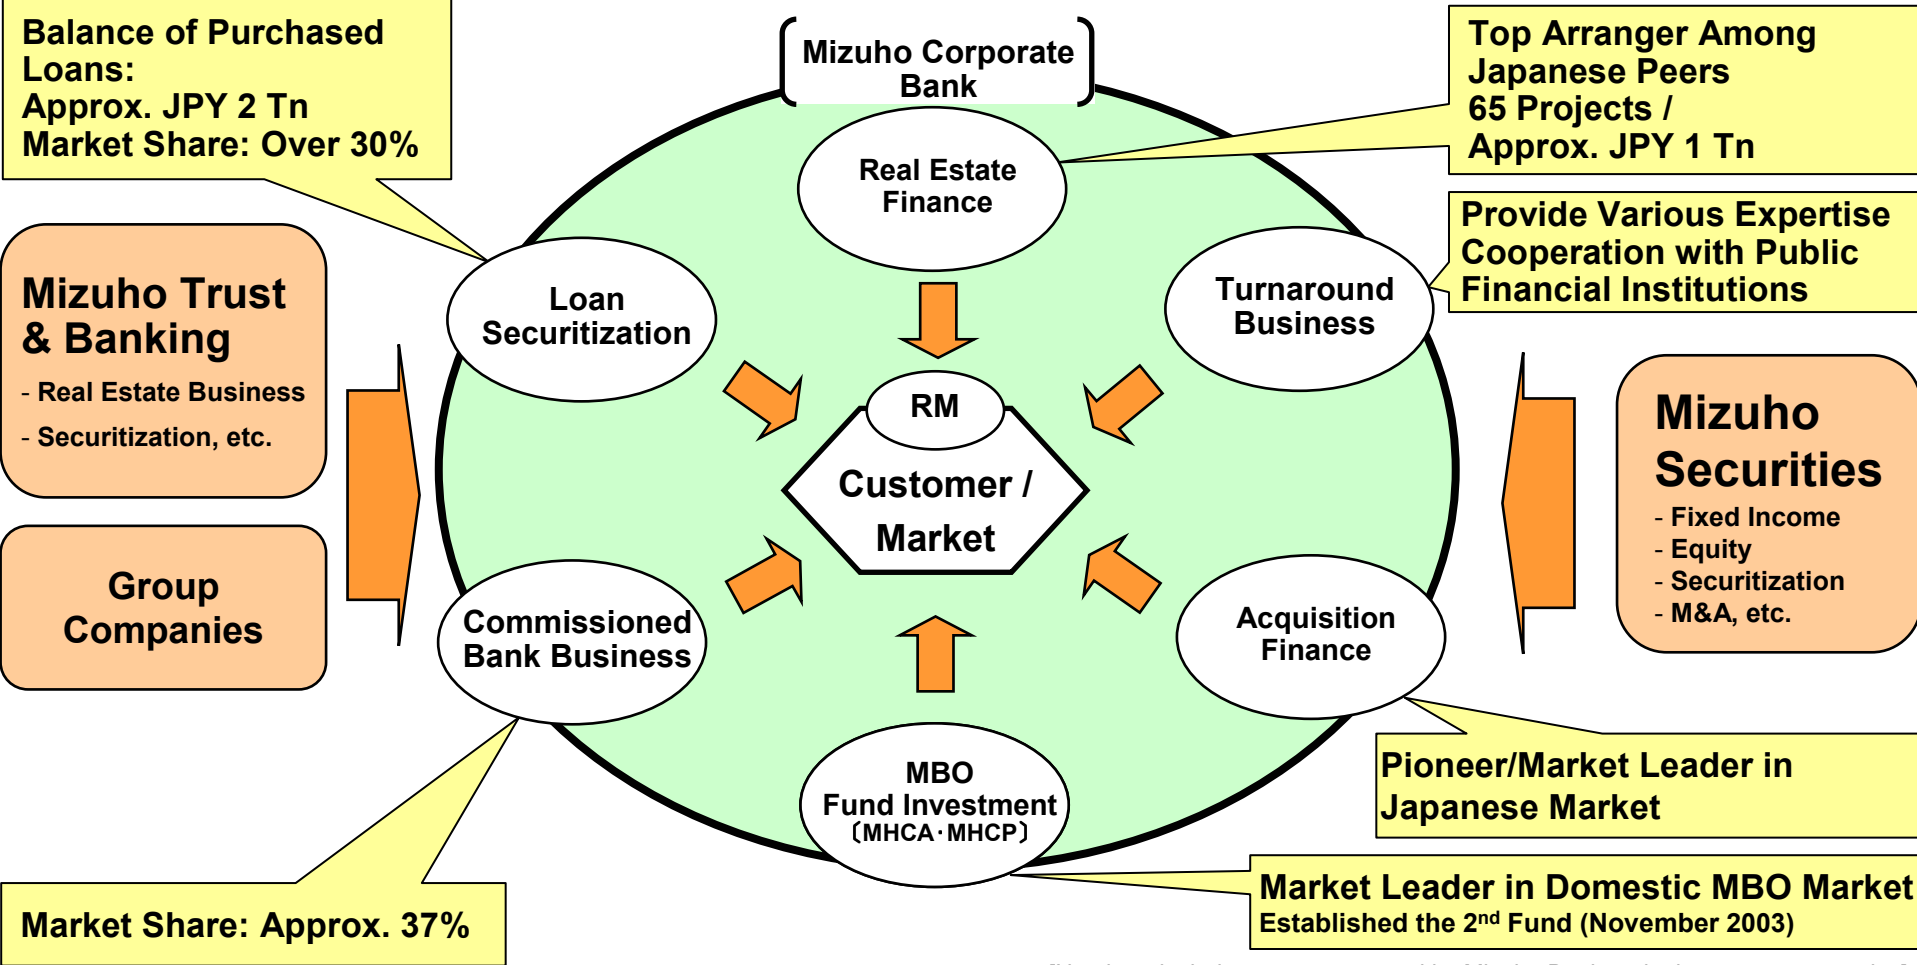 Balance of Purchased
Loans:
Approx. JPY 2 Tn
Market Share: Over 30%
Mizuho Corporate
Bank
Top Arranger Among
Japanese Peers
65 Projects /
Approx. JPY 1 Tn
Real Estate
Finance
Provide Various Expertise
Cooperation with Public
Financial Institutions
Mizuho Trust
& Banking
- Real Estate Business
- Securitization, etc.
Loan
Securitization
Turnaround
Business
RM
Customer /
Market
Mizuho
Securities
- Fixed Income
- Equity
- Securitization
- M&A, etc.
Group
Companies
Commissioned
Bank Business
Acquisition
Finance
MBO
Fund Investment
〔MHCA・MHCP〕
Pioneer/Market Leader in
Japanese Market
Market Share: Approx. 37%
Market Leader in Domestic MBO Market
Established the 2nd Fund (November 2003)